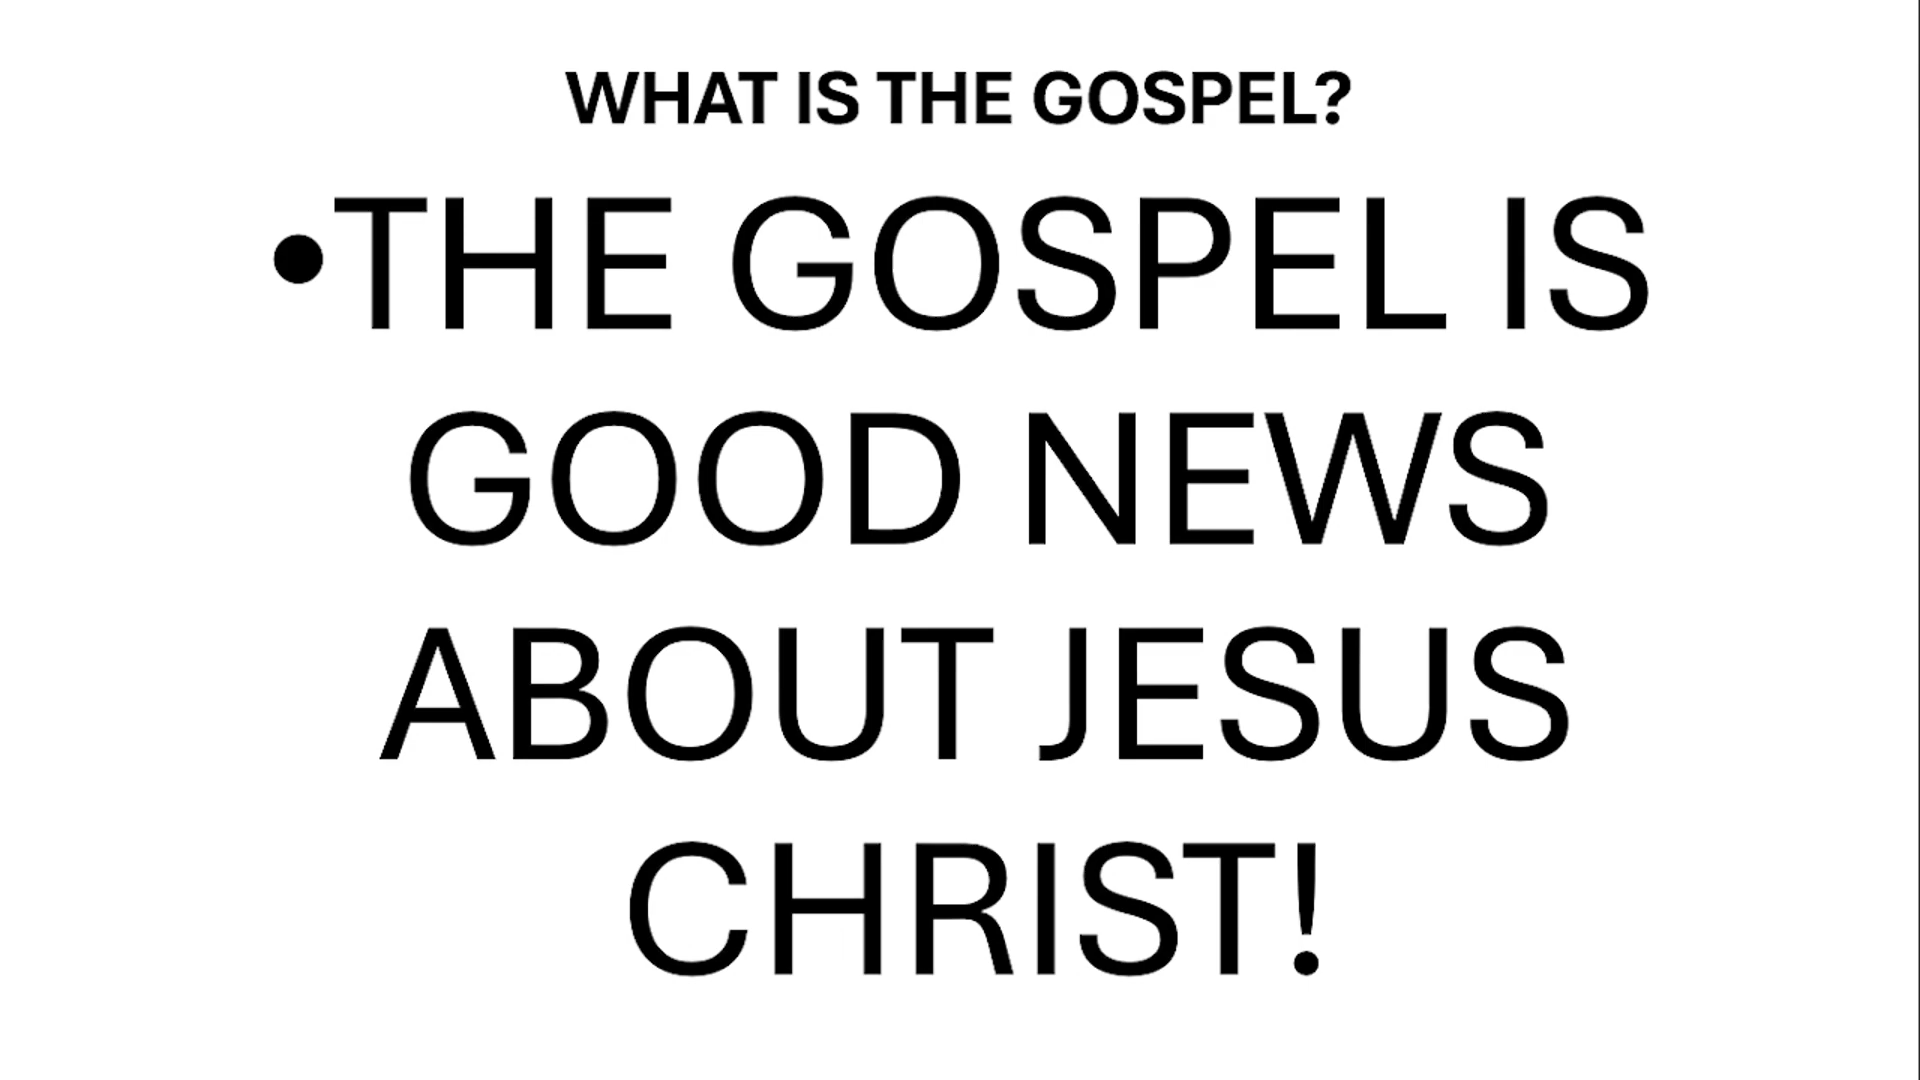 WHAT IS THE GOSPEL?
•THE GOSPEL IS
GOOD NEWS
ABOUT JESUS
CHRIST!